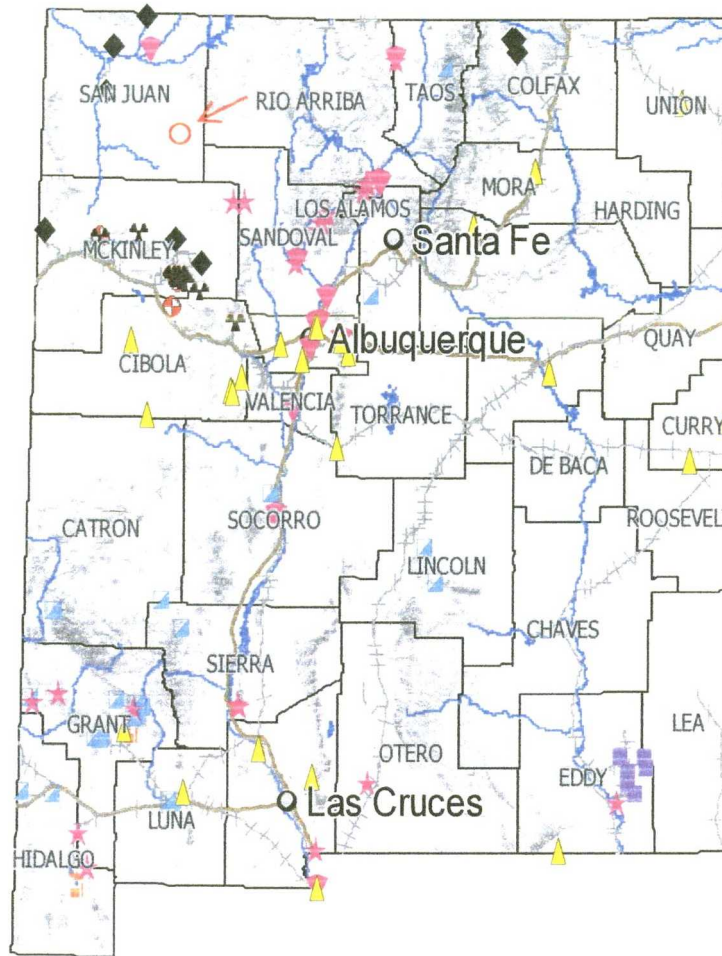 SAN JUAN
RIO ARRIBA
TAOS
COLFAX
UNION
MORA
LOS ALAMOS
HARDING
SANDOVAL
Santa Fe
MCKINLEY
Albuquerque
QUAY
CIBOLA
VALENCIA
TORRANCE
CURRY
DE BACA
SOCORRO
ROOSEVEL
CATRON
LINCOLN
CHAVES
SIERRA
GRANT
LEA
OTERO
EDDY
Las Cruces
LUNA
HIDALGO